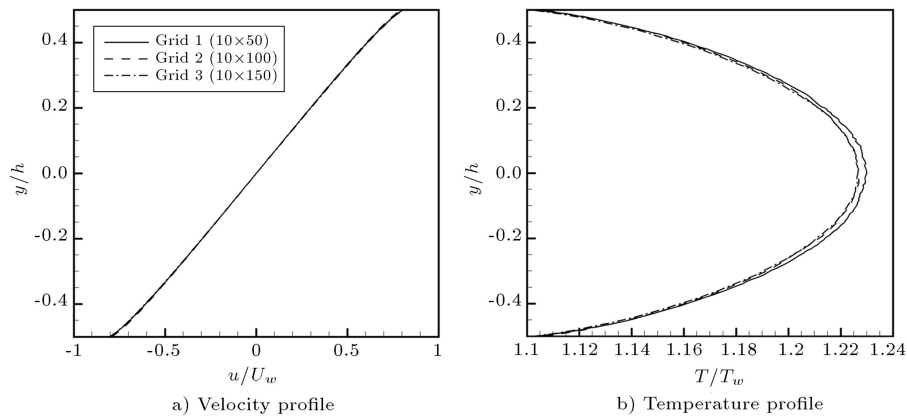 0.4
0.2
0.0
-0.2
-0.4
y/h
Grid 1 (10×50)
Grid 2 (10×100)
Grid 3 (10×150)
-1
-0.5
0
0.5
1
u/U_w
a) Velocity profile
0.4
0.2
0.0
-0.2
-0.4
y/h
1.1
1.12
1.14
1.16
1.18
1.2
1.22
1.24
T/T_w
b) Temperature profile